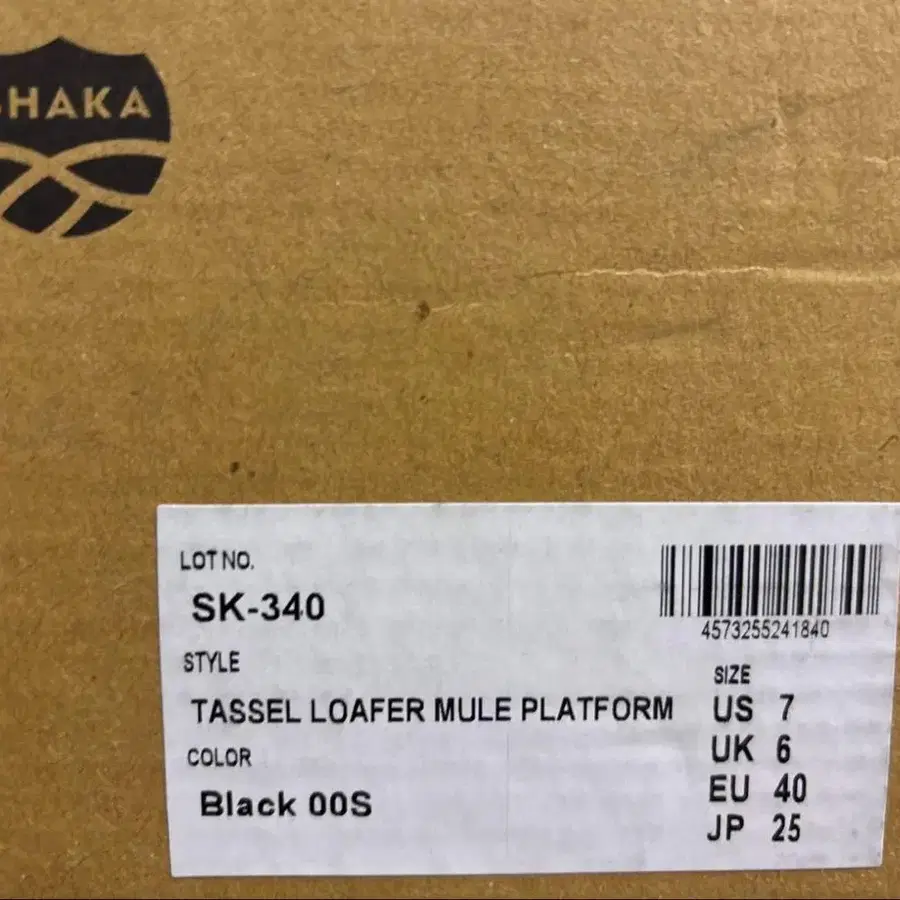 SHAKA
LOT NO.
SK-340
4573255241840
STYLE
TASSEL LOAFER MULE PLATFORM
COLOR
Black 00S
SIZE
US 7
UK 6
EU 40
JP 25